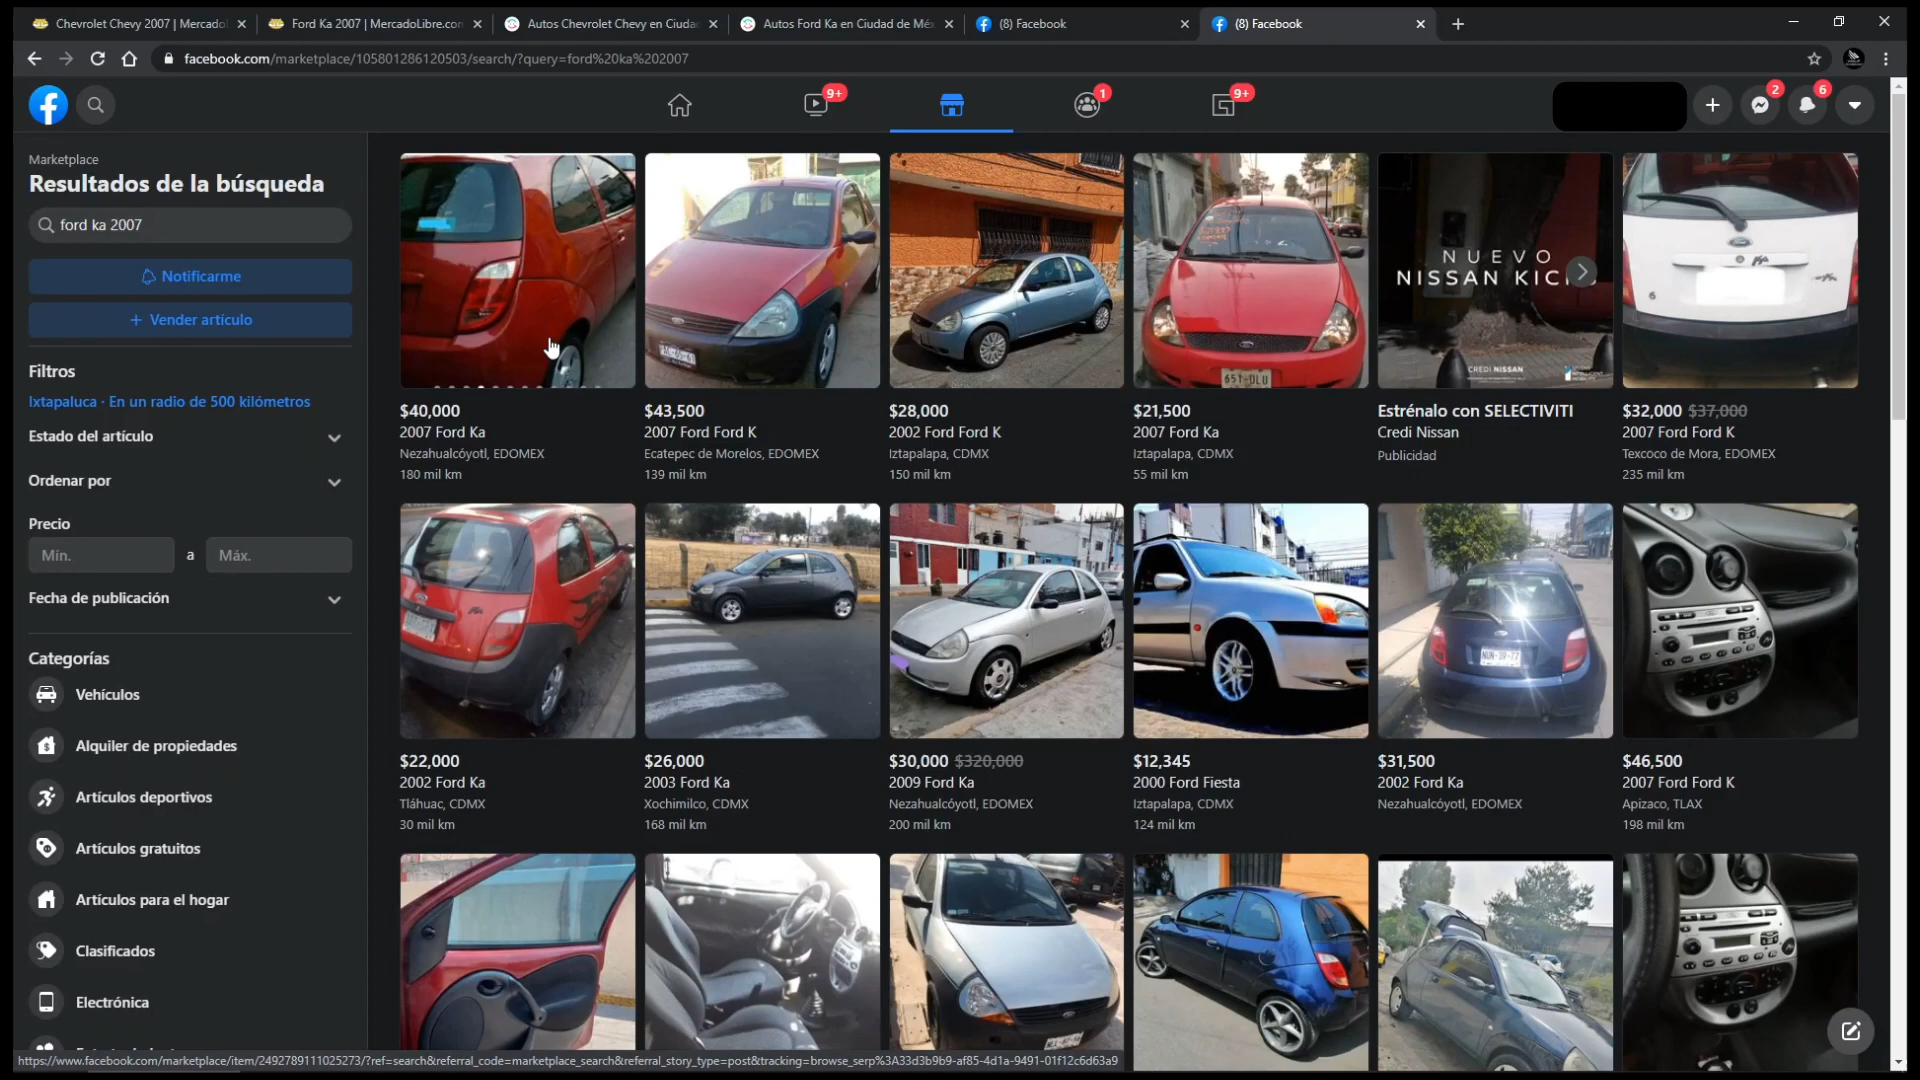 Chevrolet Chevy 2007 | Mercadol
Ford Ka 2007 | MercadoLibre.con
Autos Chevrolet Chevy en Ciuda
Autos Ford Ka en Ciudad de Mé
(8) Facebook
(8) Facebook
facebook.com/marketplace/105801286120503/search/?query=ford%20ka%202007
9+
1
9+
2
6
Marketplace
Resultados de la búsqueda
ford ka 2007
Notificarme
+ Vender artículo
Filtros
Ixtapaluca · En un radio de 500 kilómetros
Estado del artículo
Ordenar por
Precio
Mín.
a
Máx.
Fecha de publicación
Categorías
Vehículos
Alquiler de propiedades
Artículos deportivos
Artículos gratuitos
Artículos para el hogar
Clasificados
Electrónica
NUEVO
NISSAN KIC
CREDI NISSAN
651-DLU
$40,000
2007 Ford Ka
Nezahualcóyotl, EDOMEX
180 mil km
$43,500
2007 Ford Ford K
Ecatepec de Morelos, EDOMEX
139 mil km
$28,000
2002 Ford Ford K
Iztapalapa, CDMX
150 mil km
$21,500
2007 Ford Ka
Iztapalapa, CDMX
55 mil km
Estrénalo con SELECTIVITI
Credi Nissan
Publicidad
$32,000 $37,000
2007 Ford Ford K
Texcoco de Mora, EDOMEX
235 mil km
$22,000
2002 Ford Ka
Tláhuac, CDMX
30 mil km
$26,000
2003 Ford Ka
Xochimilco, CDMX
168 mil km
$30,000 $320,000
2009 Ford Ka
Nezahualcóyotl, EDOMEX
200 mil km
$12,345
2000 Ford Fiesta
Iztapalapa, CDMX
124 mil km
$31,500
2002 Ford Ka
Nezahualcóyotl, EDOMEX
$46,500
2007 Ford Ford K
Apizaco, TLAX
198 mil km
https://www.facebook.com/marketplace/item/2492789111025273/?ref=search&referral_code=marketplace_search&referral_story_type=post&tracking=browse_serp%3A33d3b9b9-af85-4d1a-9491-01f12c6d63a9